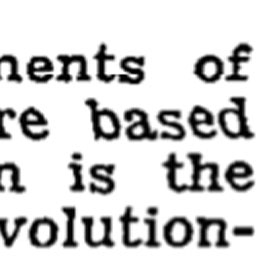 nents of
re based
n is the
volution-